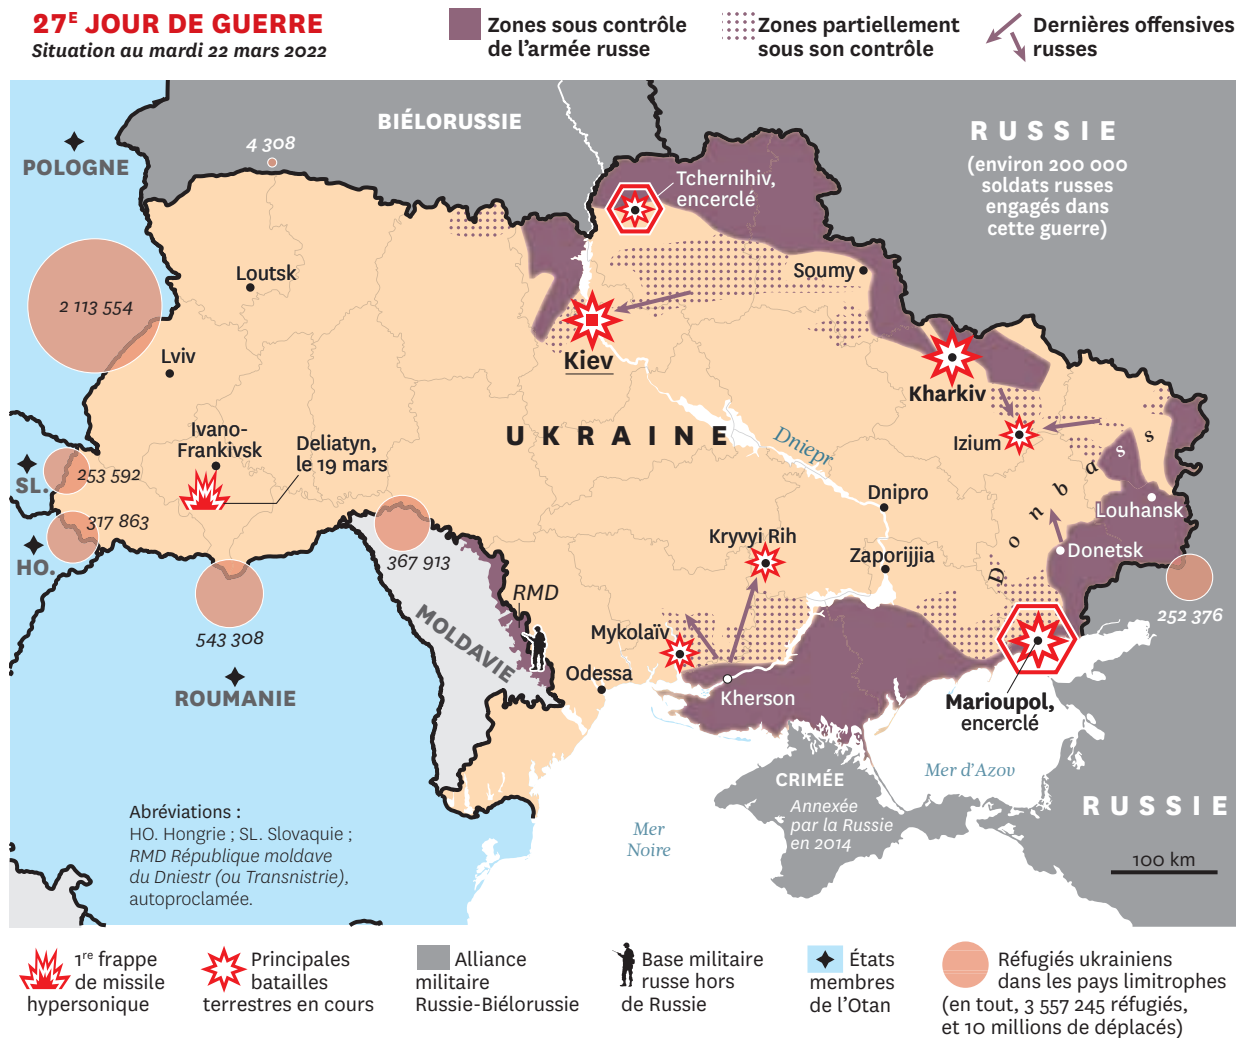 27E JOUR DE GUERRE
Situation au mardi 22 mars 2022
Zones sous contrôle
de l'armée russe
Zones partiellement
sous son contrôle
Dernières offensives
russes
BIÉLORUSSIE
RUSSIE
(environ 200 000
soldats russes
engagés dans
cette guerre)
POLOGNE
4 308
Tchernihiv,
encerclé
Loutsk
Soumy
2 113 554
Lviv
Kiev
Kharkiv
Ivano-
Frankivsk
Deliatyn,
le 19 mars
UKRAINE
Dniepr
Izium
Donbass
SL.
253 592
Dnipro
Louhansk
317 863
HO.
Kryvyi Rih
Zaporijjia
Donetsk
367 913
RMD
252 376
543 308
MOLDAVIE
Mykolaïv
Odessa
ROUMANIE
Kherson
Marioupol,
encerclé
Mer d'Azov
CRIMÉE
Annexée
par la Russie
en 2014
RUSSIE
Mer
Noire
100 km
Abréviations :
HO. Hongrie ; SL. Slovaquie ;
RMD République moldave
du Dniestr (ou Transnistrie),
autoproclamée.
1re frappe
de missile
hypersonique
Principales
batailles
terrestres en cours
Alliance
militaire
Russie-Biélorussie
Base militaire
russe hors
de Russie
États
membres
de l'Otan
Réfugiés ukrainiens
dans les pays limitrophes
(en tout, 3 557 245 réfugiés,
et 10 millions de déplacés)